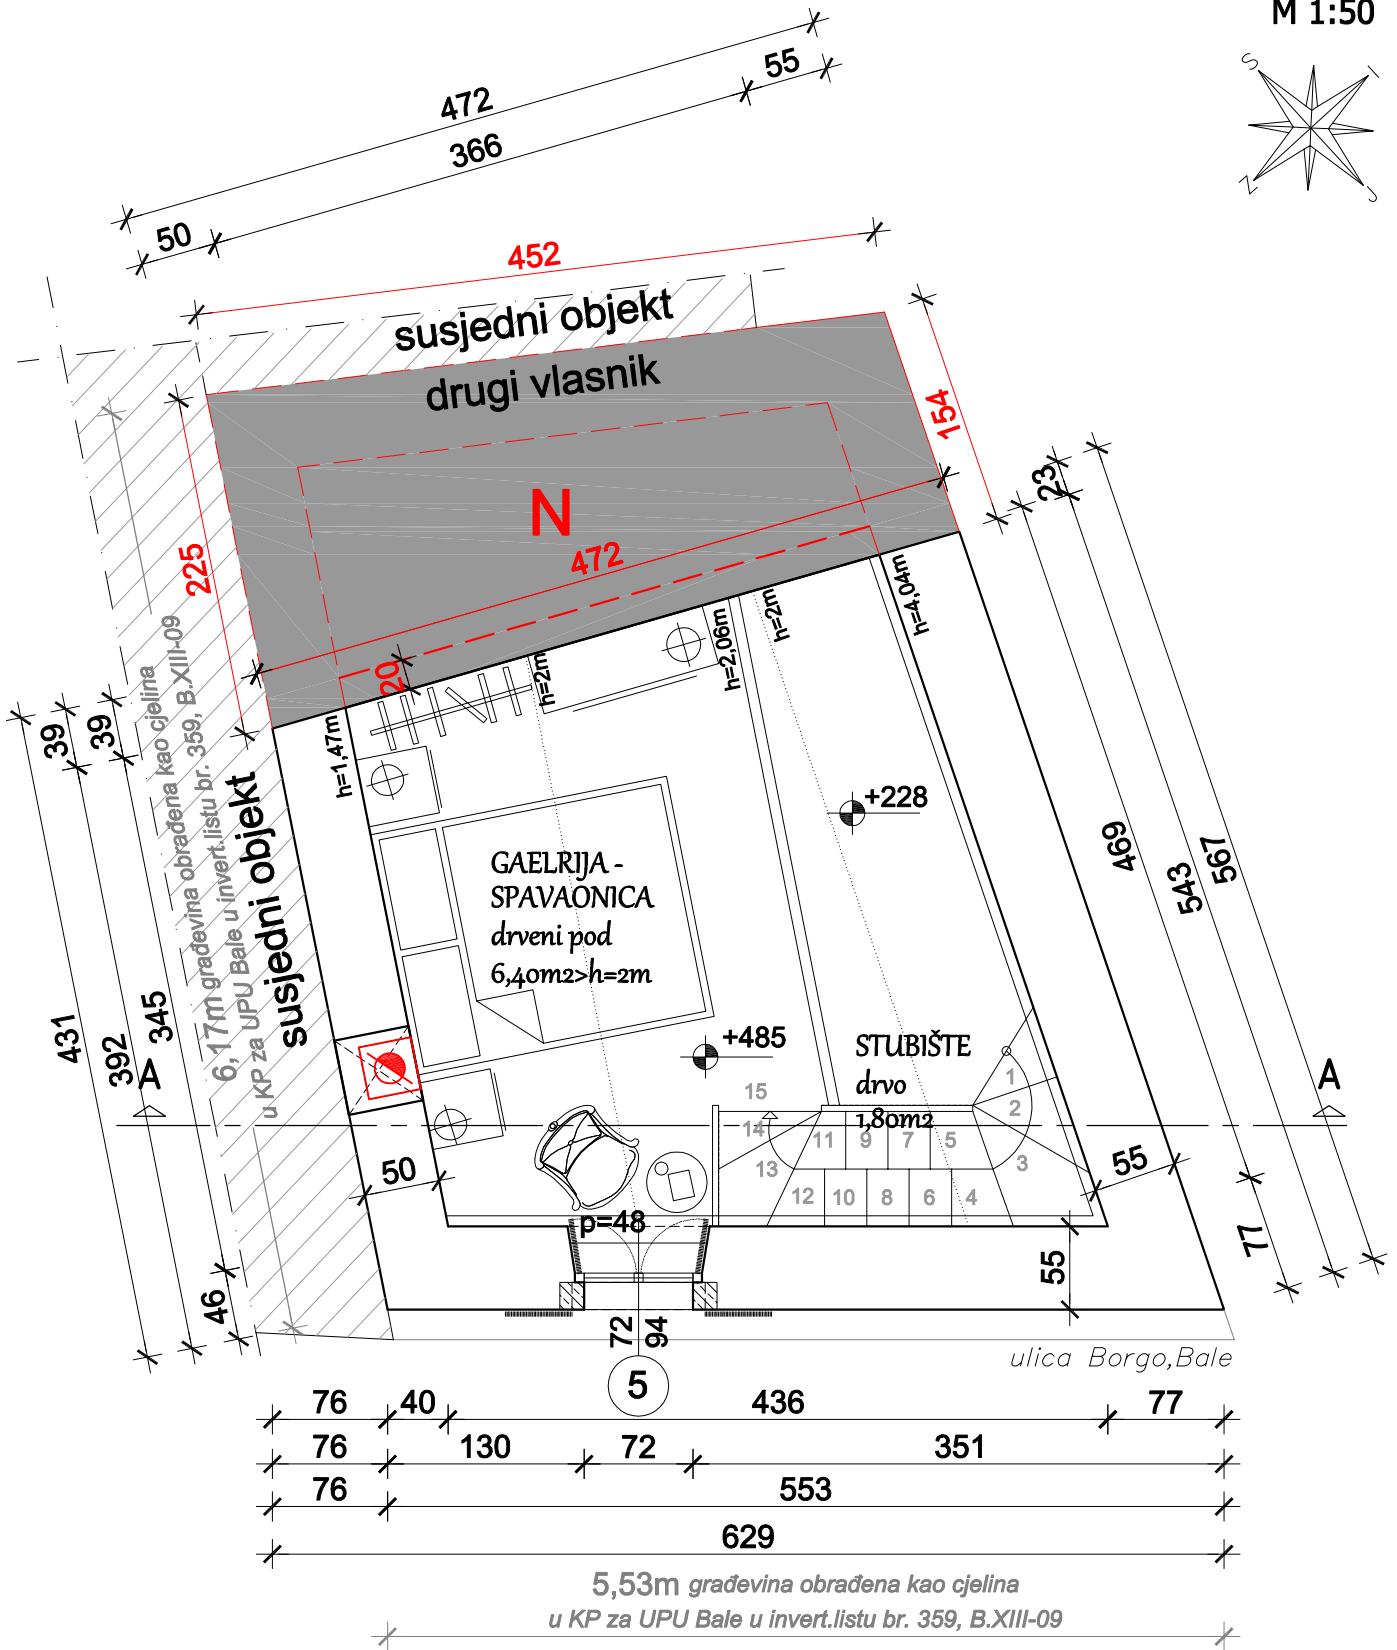 M 1:50
S
I
Z
J
472
55
366
50
452
susjedni objekt
drugi vlasnik
154
N
472
225
20
23
h=4,04m
h=2m
h=2,06m
h=2m
h=1,47m
39
39
431
392
345
46
6,17m građevina obrađena kao cjelina
u KP za UPU Bale u invert.listu br. 359, B.XIII-09
susjedni objekt
+228
GAELRIJA -
SPAVAONICA
drveni pod
6,40m2>h=2m
469
543
567
+485
STUBIŠTE
drvo
1,80m2
A
A
15
14
13
12
11
10
9
8
7
6
5
4
3
2
1
50
55
77
p=48
55
72
94
5
ulica Borgo,Bale
76 40 436 77
76 130 72 351
76 553
629
5,53m građevina obrađena kao cjelina
u KP za UPU Bale u invert.listu br. 359, B.XIII-09